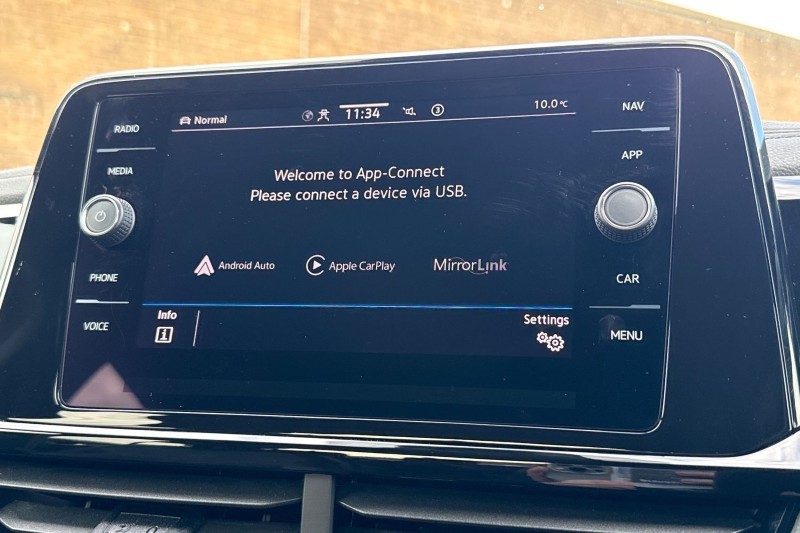 Normal
11:34
3
10.0°C
RADIO
MEDIA
PHONE
VOICE
Welcome to App-Connect
Please connect a device via USB.
Android Auto
Apple CarPlay
MirrorLink
Info
i
Settings
NAV
APP
CAR
MENU